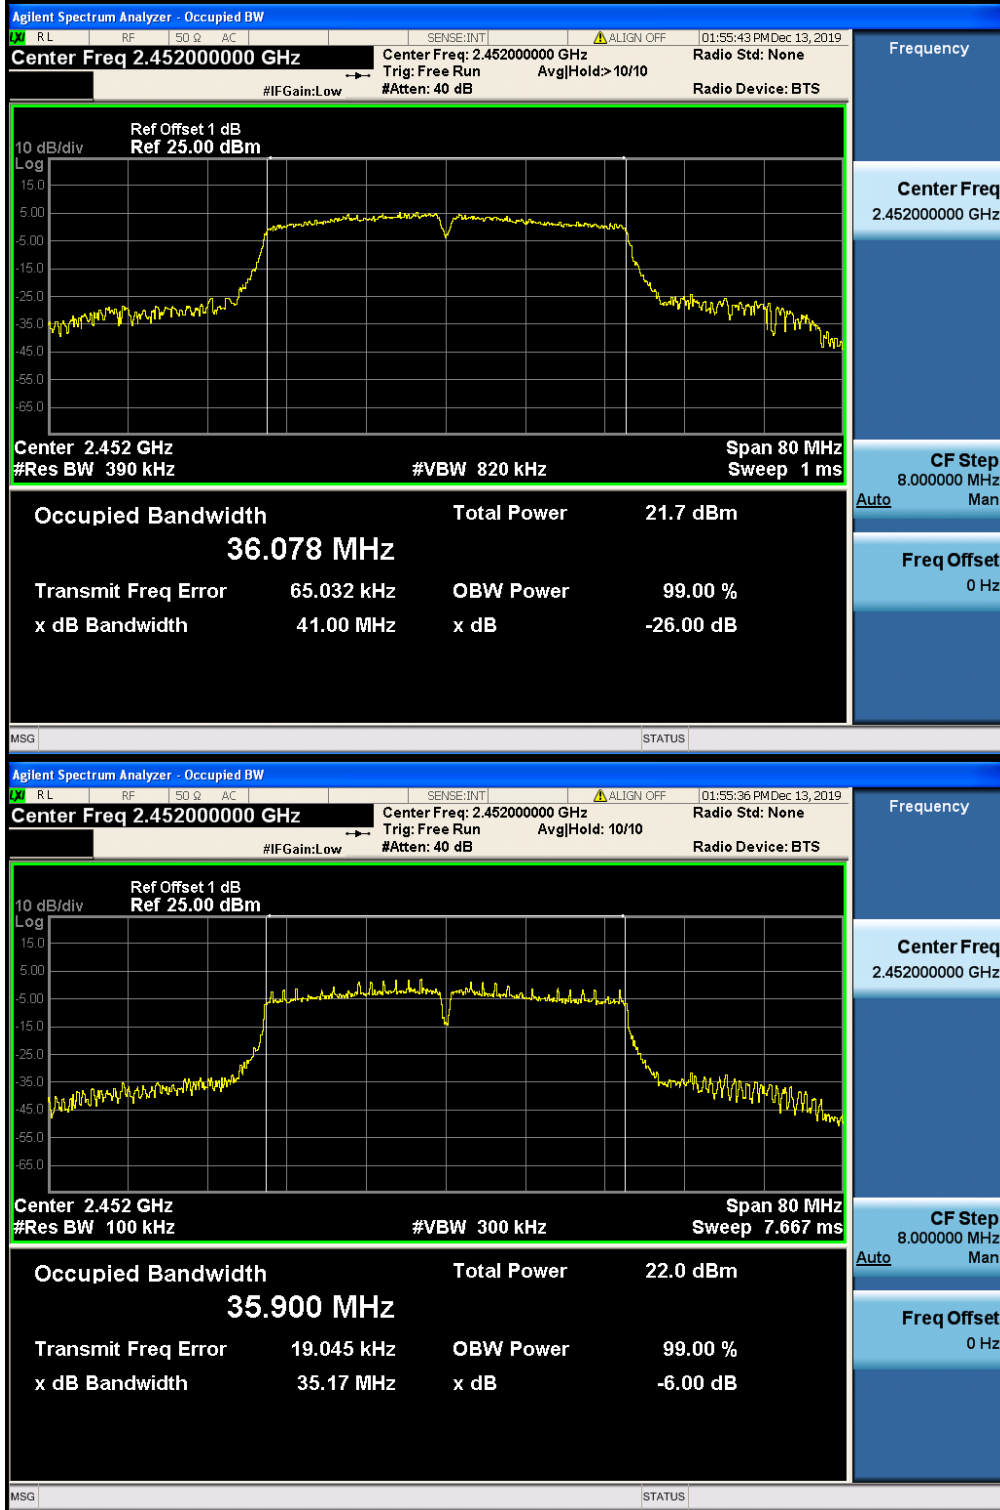 Agilent Spectrum Analyzer - Occupied BW
LXI RL RF 50 Ω AC SENSE:INT ALIGN OFF 01:55:43 PM Dec 13, 2019
Center Freq 2.452000000 GHz
Center Freq: 2.452000000 GHz
Radio Std: None
Trig: Free Run Avg|Hold:> 10/10
#IFGain:Low #Atten: 40 dB
Radio Device: BTS
Frequency
Ref Offset 1 dB
10 dB/div Ref 25.00 dBm
Log
15.0
5.00
-5.00
-15.0
-25.0
-35.0
-45.0
-55.0
-65.0
Center 2.452 GHz Span 80 MHz
#Res BW 390 kHz #VBW 820 kHz Sweep 1 ms
Center Freq
2.452000000 GHz
CF Step
8.000000 MHz
Auto Man
Freq Offset
0 Hz
Occupied Bandwidth Total Power 21.7 dBm
36.078 MHz
Transmit Freq Error 65.032 kHz OBW Power 99.00 %
x dB Bandwidth 41.00 MHz x dB -26.00 dB
MSG STATUS
Agilent Spectrum Analyzer - Occupied BW
LXI RL RF 50 Ω AC SENSE:INT ALIGN OFF 01:55:36 PM Dec 13, 2019
Center Freq 2.452000000 GHz
Center Freq: 2.452000000 GHz
Radio Std: None
Trig: Free Run Avg|Hold: 10/10
#IFGain:Low #Atten: 40 dB
Radio Device: BTS
Frequency
Ref Offset 1 dB
10 dB/div Ref 25.00 dBm
Log
15.0
5.00
-5.00
-15.0
-25.0
-35.0
-45.0
-55.0
-65.0
Center 2.452 GHz Span 80 MHz
#Res BW 100 kHz #VBW 300 kHz Sweep 7.667 ms
Center Freq
2.452000000 GHz
CF Step
8.000000 MHz
Auto Man
Freq Offset
0 Hz
Occupied Bandwidth Total Power 22.0 dBm
35.900 MHz
Transmit Freq Error 19.045 kHz OBW Power 99.00 %
x dB Bandwidth 35.17 MHz x dB -6.00 dB
MSG STATUS